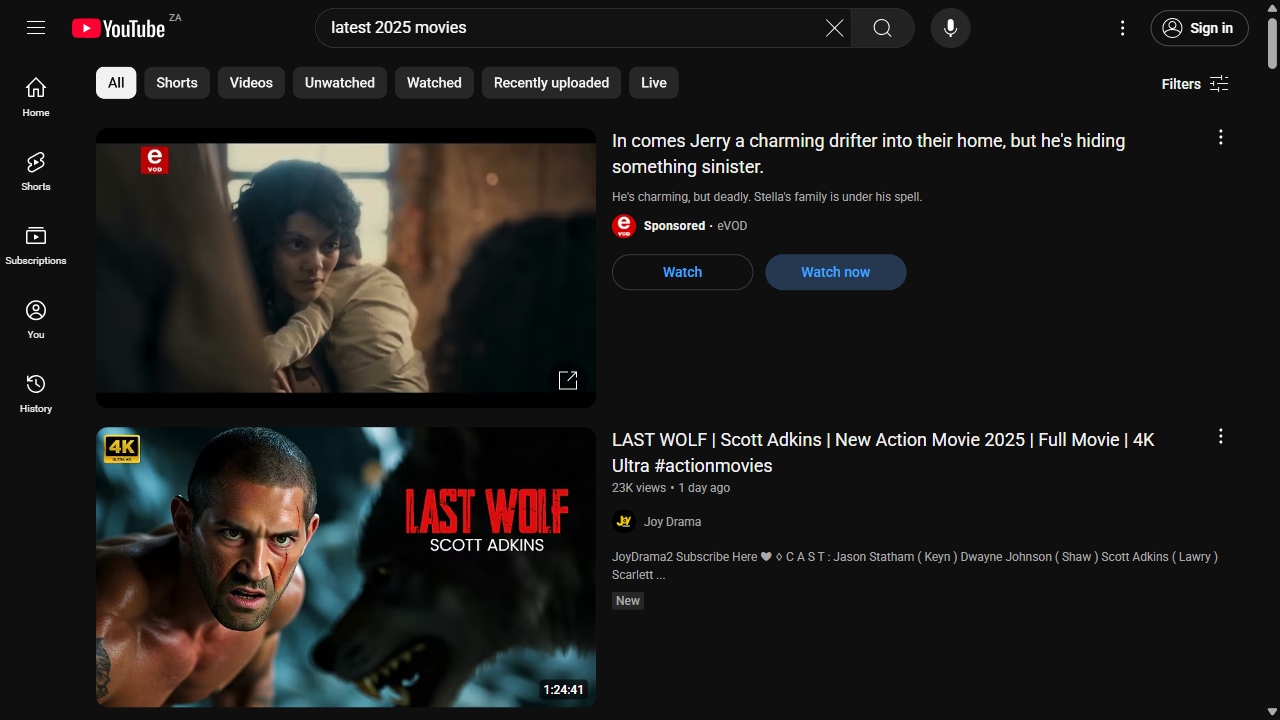 YouTube ZA
latest 2025 movies
Sign in
All
Shorts
Videos
Unwatched
Watched
Recently uploaded
Live
Filters
Home
Shorts
Subscriptions
You
History
e
VOD
In comes Jerry a charming drifter into their home, but he's hiding
something sinister.
He's charming, but deadly. Stella's family is under his spell.
e
VOD
Sponsored · eVOD
Watch
Watch now
4K
ULTRA HD
LAST WOLF
SCOTT ADKINS
1:24:41
LAST WOLF | Scott Adkins | New Action Movie 2025 | Full Movie | 4K
Ultra #actionmovies
23K views • 1 day ago
JOY
Joy Drama
JoyDrama2 Subscribe Here ♥ ◊ C A S T : Jason Statham ( Keyn ) Dwayne Johnson ( Shaw ) Scott Adkins ( Lawry )
Scarlett ...
New